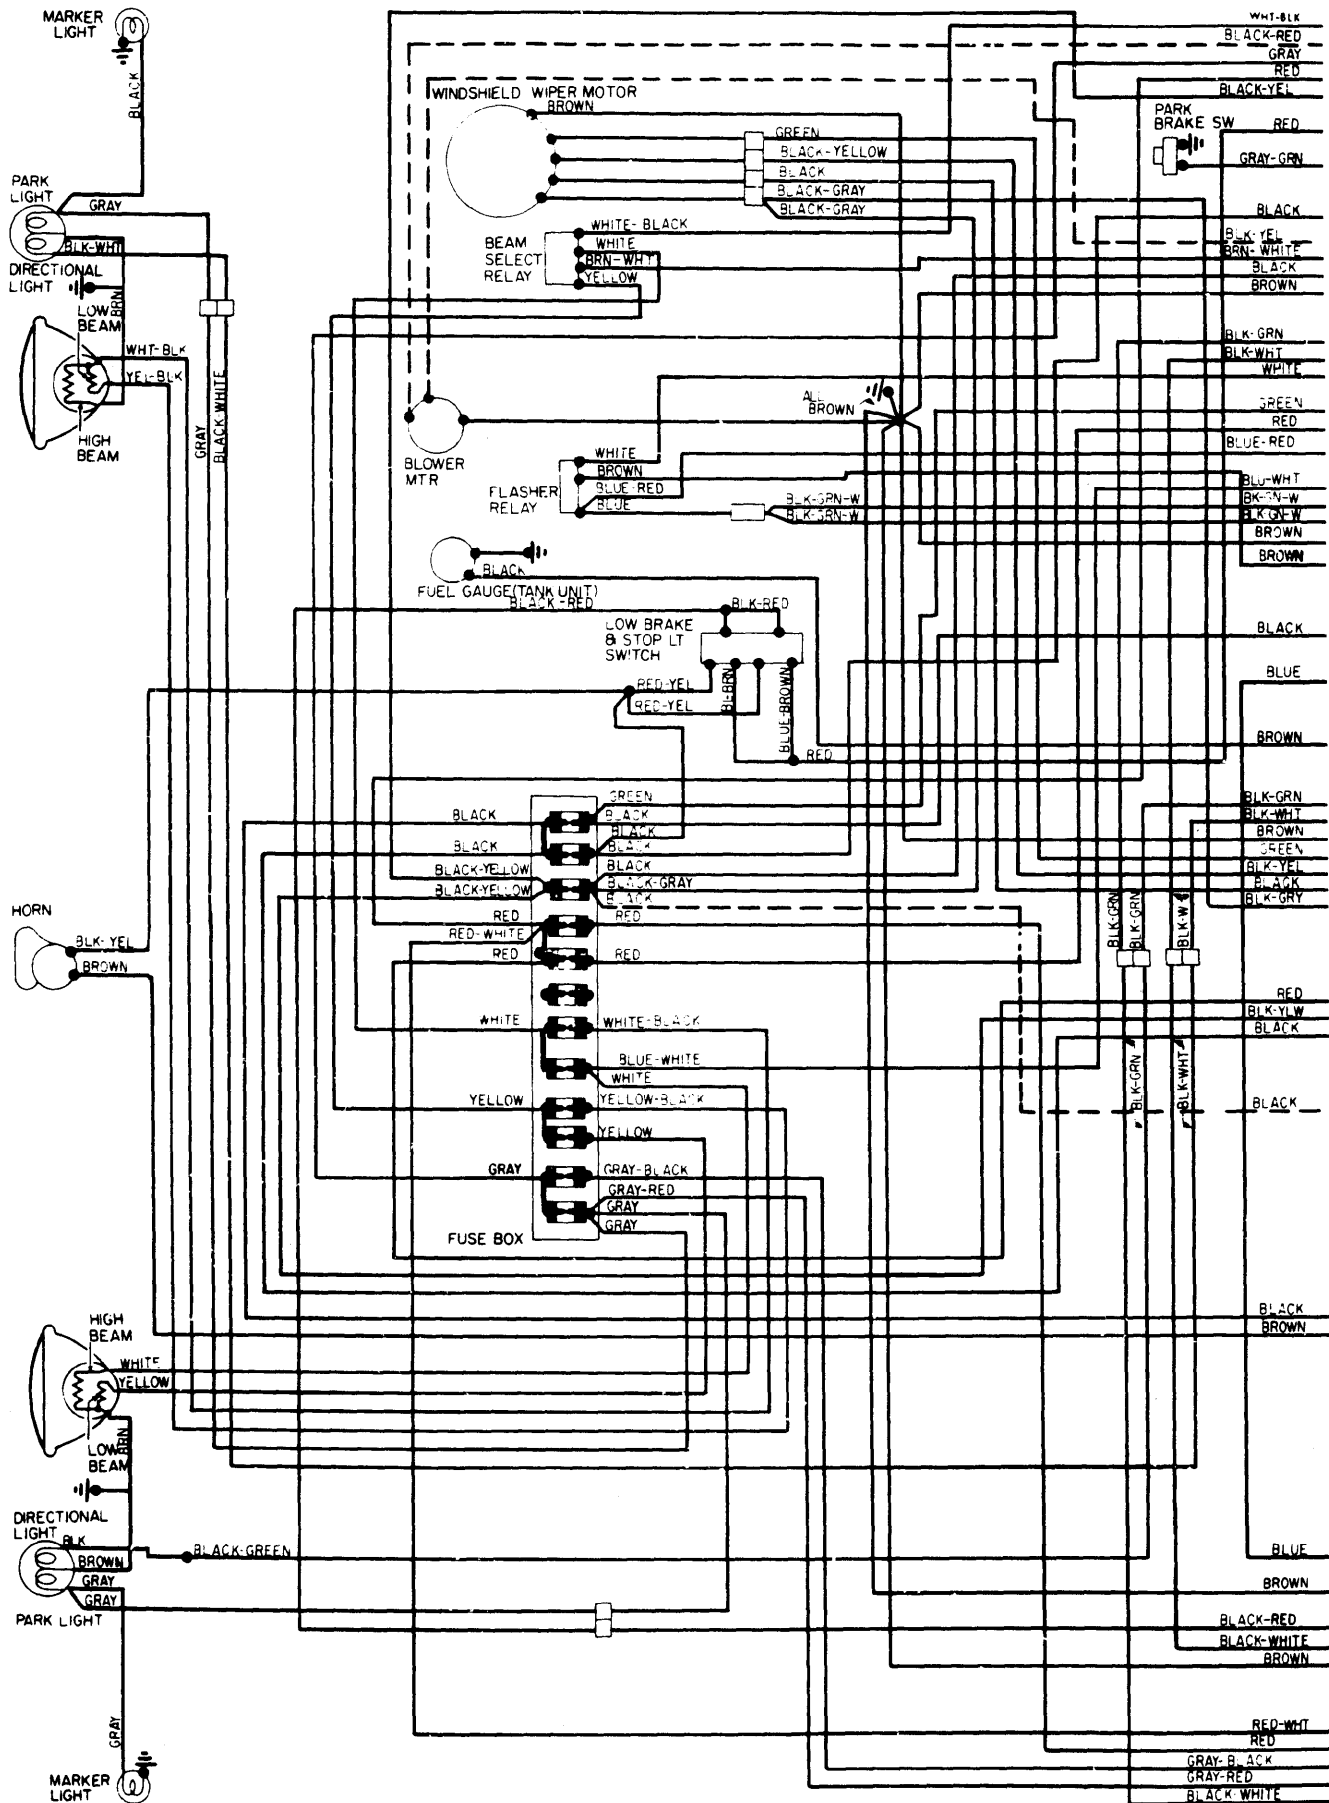 MARKER
LIGHT
BLACK
PARK
LIGHT
GRAY
BLK-WHT
DIRECTIONAL
LIGHT
BRN
LOW
BEAM
WHT-BLK
YEL-BLK
HIGH
BEAM
GRAY
BLACK-WHITE
WINDSHIELD WIPER MOTOR
BROWN
GREEN
BLACK-YELLOW
BLACK
BLACK-GRAY
BLACK-GRAY
BEAM
SELECT
RELAY
WHITE-BLACK
WHITE
BRN-WHT
YELLOW
ALL
BROWN
BLOWER
MTR
FLASHER
RELAY
WHITE
BROWN
BLUE-RED
BLUE
BLK-GRN-W
BLK-GRN-W
BLACK
FUEL GAUGE(TANK UNIT)
BLACK-RED
BLK-RED
LOW BRAKE
& STOP LT
SWITCH
RED-YEL
RED-YEL
BL-BRN
BLUE-BROWN
RED
WHT-BLK
BLACK-RED
GRAY
RED
BLACK-YEL
PARK
BRAKE SW
RED
GRAY-GRN
BLACK
BLK-YEL
BRN-WHITE
BLACK
BROWN
BLK-GRN
BLK-WHT
WHITE
GREEN
RED
BLUE-RED
BLU-WHT
BK-GN-W
BLK-GN-W
BROWN
BROWN
BLACK
BLUE
BROWN
BLK-GRN
BLK-WHT
BROWN
GREEN
BLK-YEL
BLACK
BLK-GRY
BLK-GRN
BLK-GRN
BLK-W
RED
BLK-YLW
BLACK
BLK-GRN
BLK-WHT
BLACK
BLACK
BLACK
BLACK-YELLOW
BLACK-YELLOW
RED
RED-WHITE
RED
WHITE
YELLOW
GRAY
GREEN
BLACK
BLACK
BLACK
BLACK
BLACK-GRAY
BLACK
RED
RED
WHITE-BLACK
BLUE-WHITE
WHITE
YELLOW-BLACK
YELLOW
GRAY-BLACK
GRAY-RED
GRAY
GRAY
FUSE BOX
HORN
BLK-YEL
BROWN
HIGH
BEAM
WHITE
YELLOW
LOW
BEAM
BRN
DIRECTIONAL
LIGHT
BLK
BROWN
GRAY
GRAY
PARK LIGHT
BLACK-GREEN
GRAY
MARKER
LIGHT
BLACK
BROWN
BLUE
BROWN
BLACK-RED
BLACK-WHITE
BROWN
RED-WHT
RED
GRAY-BLACK
GRAY-RED
BLACK-WHITE